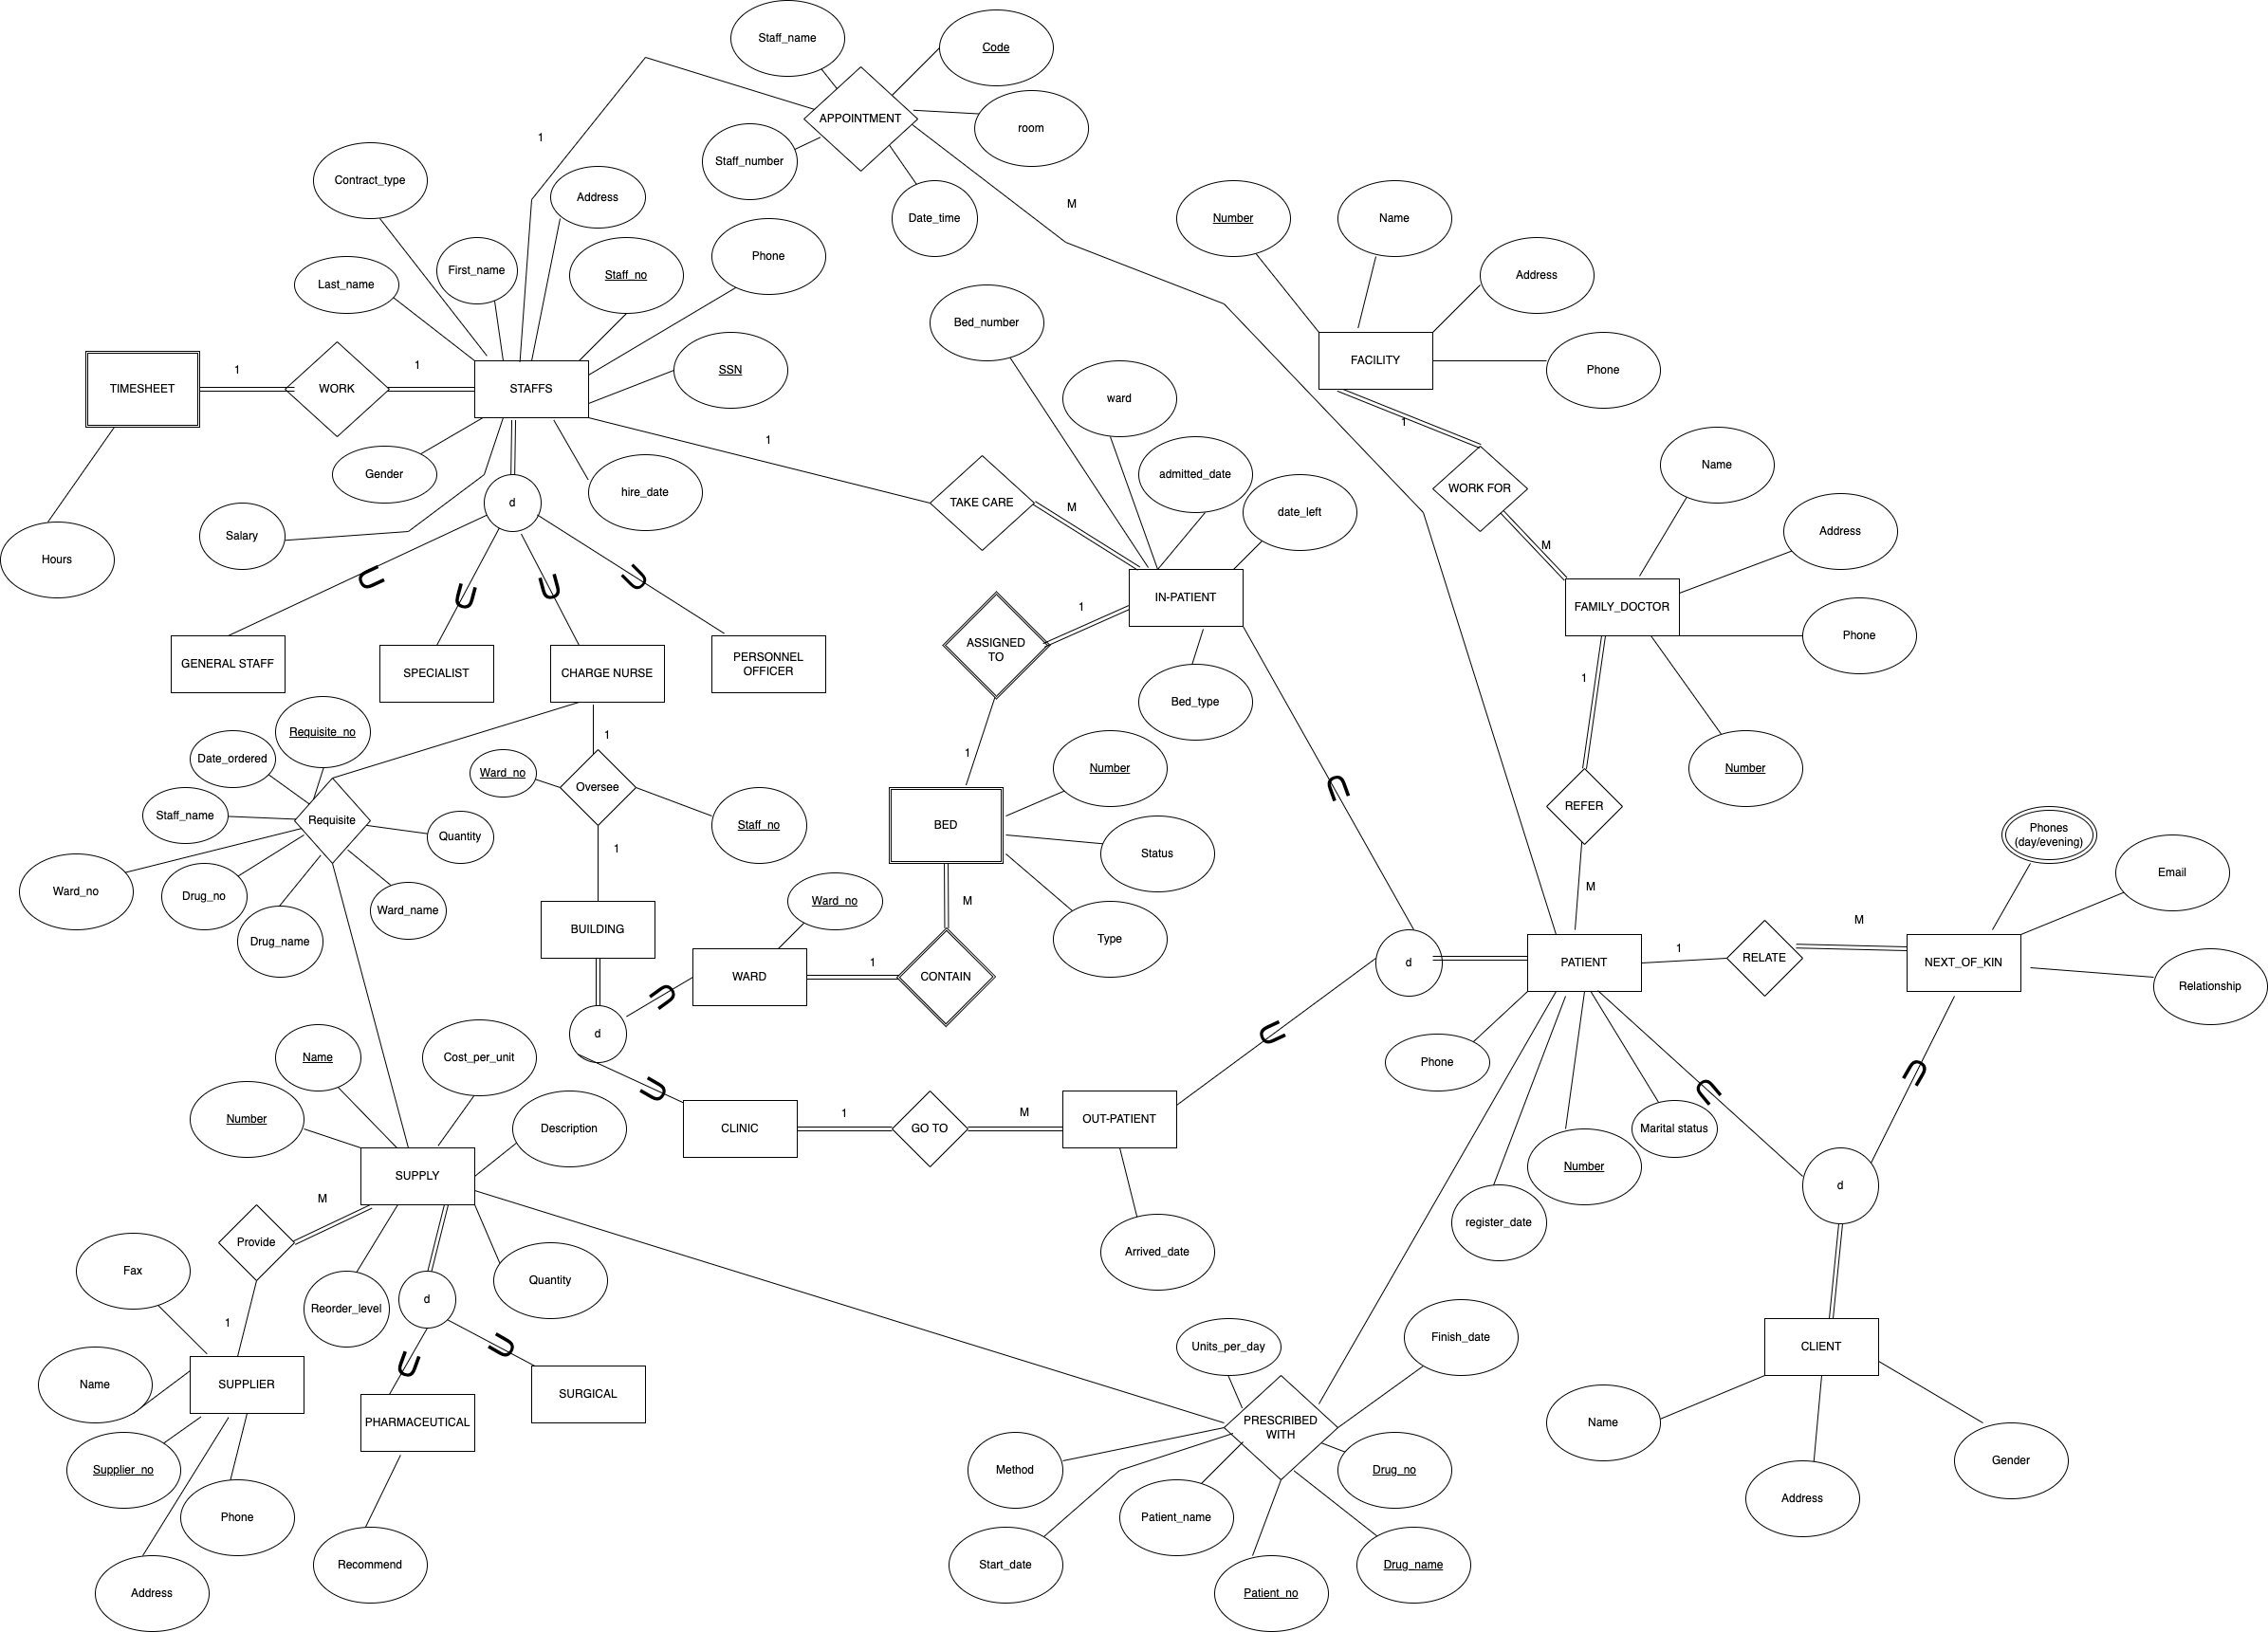 Staff_name
Code
APPOINTMENT
room
1
Staff_number
Contract_type
Address
M
Date_time
Number
Name
Phone
First_name
Staff_no
Address
Last_name
Bed_number
SSN
FACILITY
Phone
1
1
TIMESHEET
WORK
STAFFS
ward
1
1
Name
Gender
admitted_date
WORK FOR
hire_date
d
TAKE CARE
M
date_left
Address
Salary
M
Hours
IN-PATIENT
1
FAMILY_DOCTOR
Phone
ASSIGNED
TO
GENERAL STAFF
SPECIALIST
CHARGE NURSE
PERSONNEL
OFFICER
1
Bed_type
Requisite_no
1
Date_ordered
1
Ward_no
Number
Number
Oversee
REFER
Staff_name
Requisite
Quantity
Staff_no
BED
Status
Phones
(day/evening)
1
Email
Ward_no
Drug_no
Ward_name
Ward_no
M
M
M
Drug_name
BUILDING
Type
1
WARD
1
CONTAIN
d
PATIENT
RELATE
NEXT_OF_KIN
Relationship
d
Name
Cost_per_unit
Phone
Number
Description
CLINIC
1
GO TO
M
OUT-PATIENT
Marital status
SUPPLY
Number
d
M
register_date
Provide
Arrived_date
Fax
Reorder_level
d
Quantity
1
Units_per_day
Finish_date
CLIENT
Name
SUPPLIER
SURGICAL
PHARMACEUTICAL
PRESCRIBED
WITH
Name
Supplier_no
Method
Drug_no
Gender
Address
Phone
Patient_name
Recommend
Start_date
Drug_name
Address
Patient_no